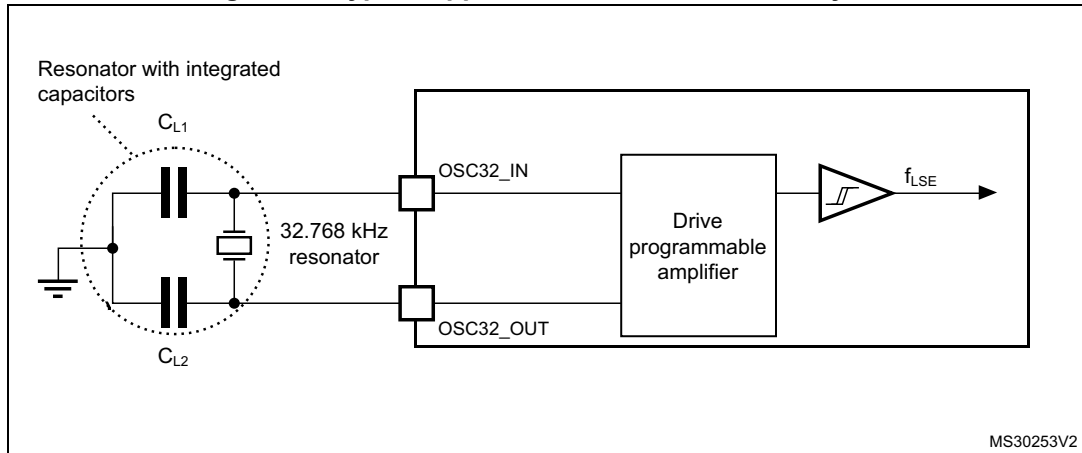 Resonator with integrated
capacitors
CL1
OSC32_IN
fLSE
32.768 kHz
resonator
Drive
programmable
amplifier
OSC32_OUT
CL2
MS30253V2